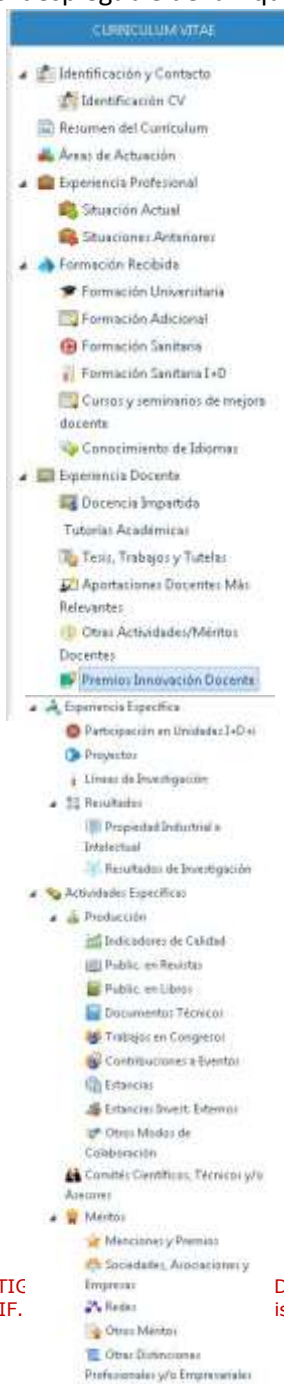 CURRICULUM VITAE
Identificación y Contacto
Identificación CV
Resumen del Currículum
Áreas de Actuación
Experiencia Profesional
Situación Actual
Situaciones Anteriores
Formación Recibida
Formación Universitaria
Formación Adicional
Formación Sanitaria
Formación Sanitaria I+D
Cursos y seminarios de mejora
docente
Conocimiento de Idiomas
Experiencia Docente
Docencia Impartida
Tutorías Académicas
Tesis, Trabajos y Tutelas
Aportaciones Docentes Más
Relevantes
Otras Actividades/Méritos
Docentes
Premios Innovación Docente
Experiencia Específica
Participación en Unidades I+D+i
Proyectos
Líneas de Investigación
Resultados
Propiedad Industrial e
Intelectual
Resultados de Investigación
Actividades Específicas
Producción
Indicadores de Calidad
Public. en Revistas
Public. en Libros
Documentos Técnicos
Trabajos en Congresos
Contribuciones a Eventos
Estancias
Estancias Invest. Externos
Otros Modos de
Colaboración
Comités Científicos, Técnicos y/o
Asesores
Méritos
Menciones y Premios
Sociedades, Asociaciones y
Empresas
Redes
Otros Méritos
Otras Distinciones
Profesionales y/o Empresariales
TIG
IF.
D
is